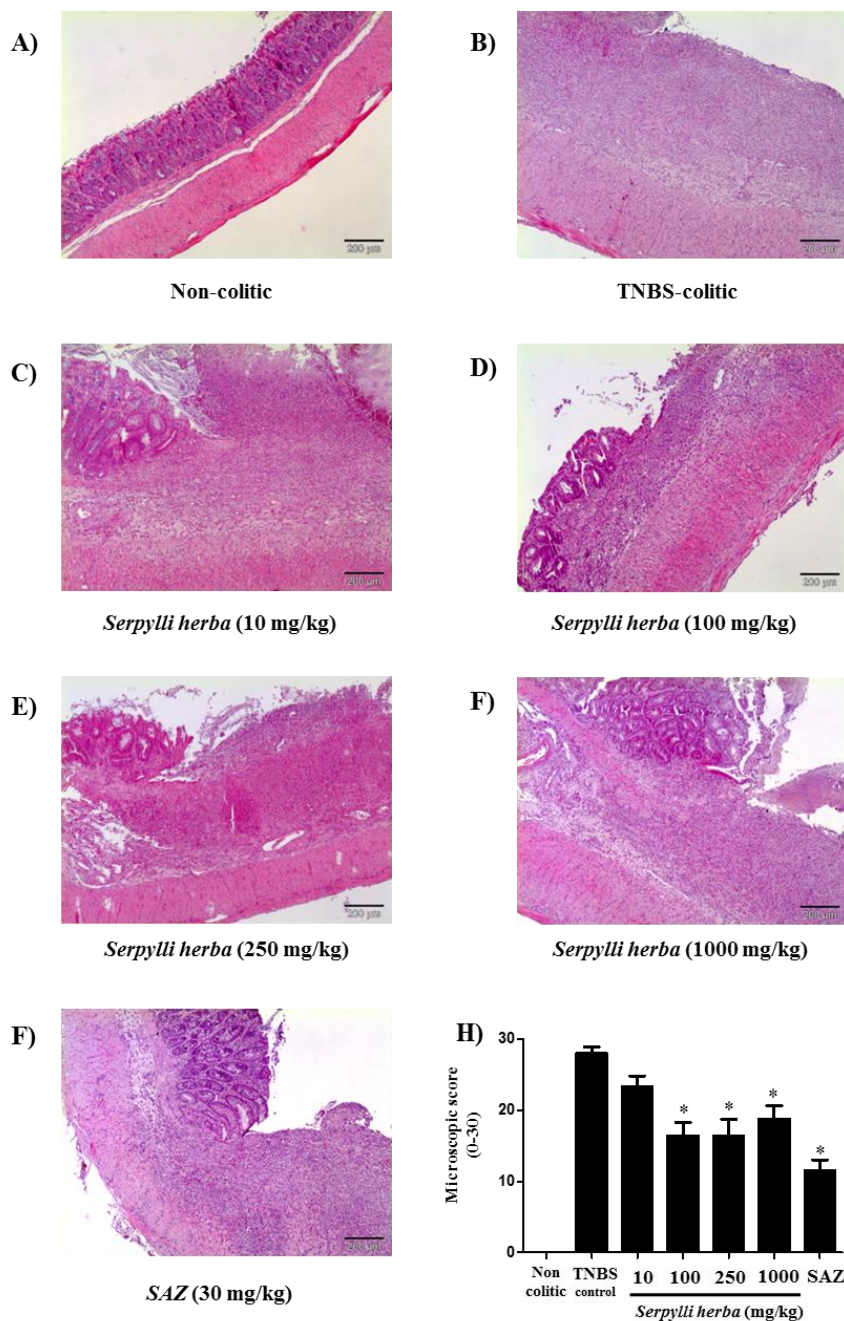 A)
B)
200 µm
200 µm
Non-colitic
TNBS-colitic
C)
D)
200 µm
200 µm
Serpylli herba (10 mg/kg)
Serpylli herba (100 mg/kg)
E)
F)
200 µm
200 µm
Serpylli herba (250 mg/kg)
Serpylli herba (1000 mg/kg)
F)
200 µm
SAZ (30 mg/kg)
H)
Microscopic score
(0-30)
30
20
10
0
* * * *
Non TNBS 10 100 250 1000 SAZ
colitic control
Serpylli herba (mg/kg)